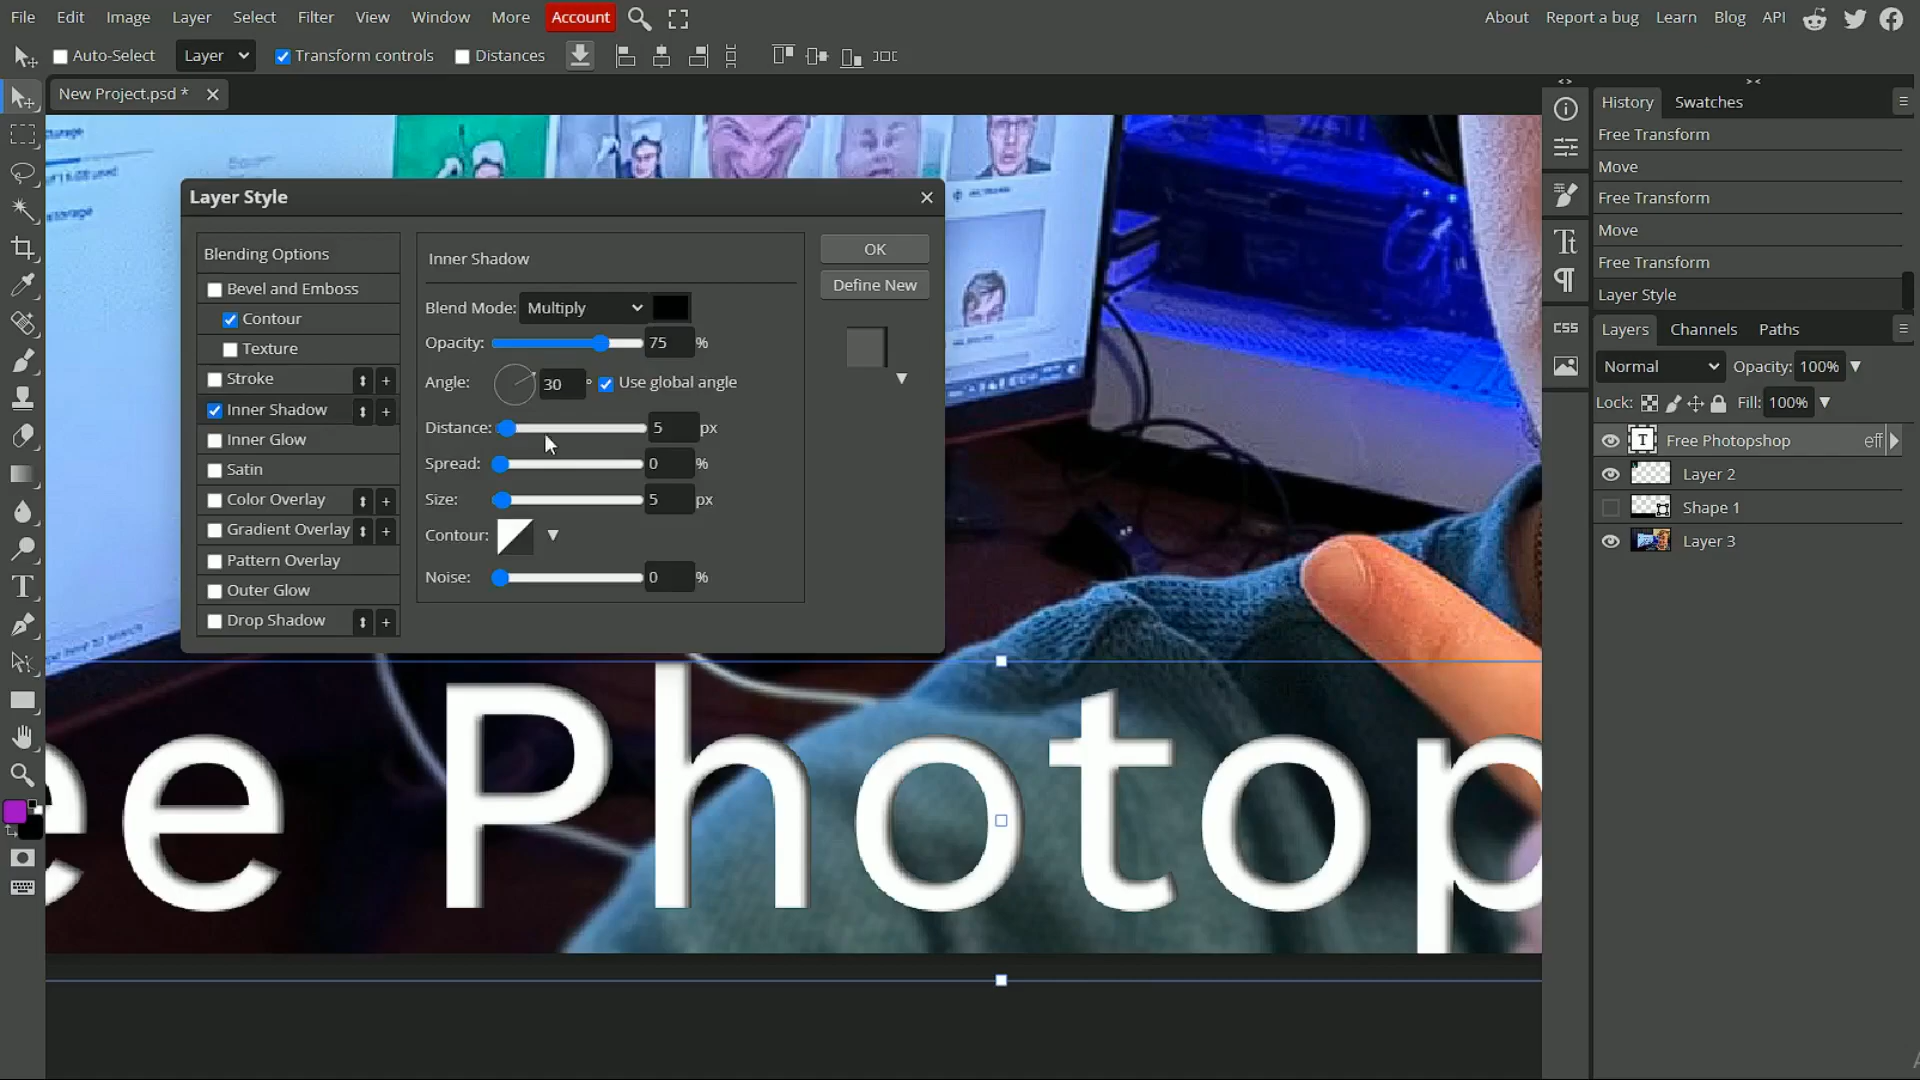 File Edit Image Layer Select Filter View Window More Account About Report a bug Learn Blog API
Auto-Select Layer Transform controls Distances
New Project.psd * ×
Layer Style
Blending Options
Bevel and Emboss
Contour
Texture
Stroke
Inner Shadow
Inner Glow
Satin
Color Overlay
Gradient Overlay
Pattern Overlay
Outer Glow
Drop Shadow
Inner Shadow
Blend Mode: Multiply
Opacity: 75 %
Angle: 30 ° Use global angle
Distance: 5 px
Spread: 0 %
Size: 5 px
Contour:
Noise: 0 %
OK
Define New
ee Photop
History Swatches
Free Transform
Move
Free Transform
Move
Free Transform
Layer Style
Layers Channels Paths
Normal Opacity: 100%
Lock: Fill: 100%
T Free Photopshop eff
Layer 2
Shape 1
Layer 3
CSS